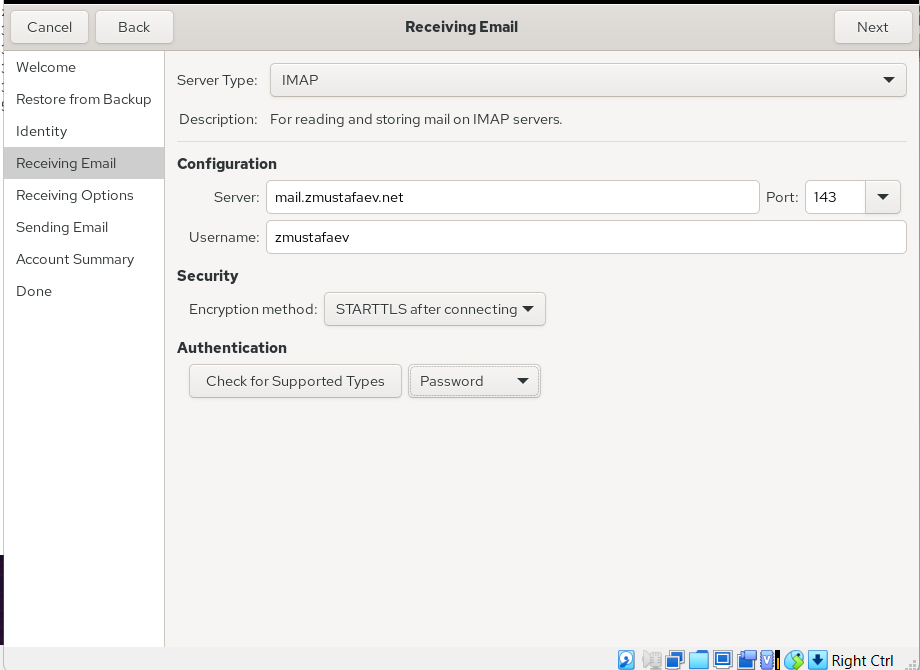 Cancel Back Receiving Email Next
Welcome
Restore from Backup
Identity
Receiving Email
Receiving Options
Sending Email
Account Summary
Done
Server Type: IMAP
Description: For reading and storing mail on IMAP servers.
Configuration
Server: mail.zmustafaev.net Port: 143
Username: zmustafaev
Security
Encryption method: STARTTLS after connecting
Authentication
Check for Supported Types Password
Right Ctrl